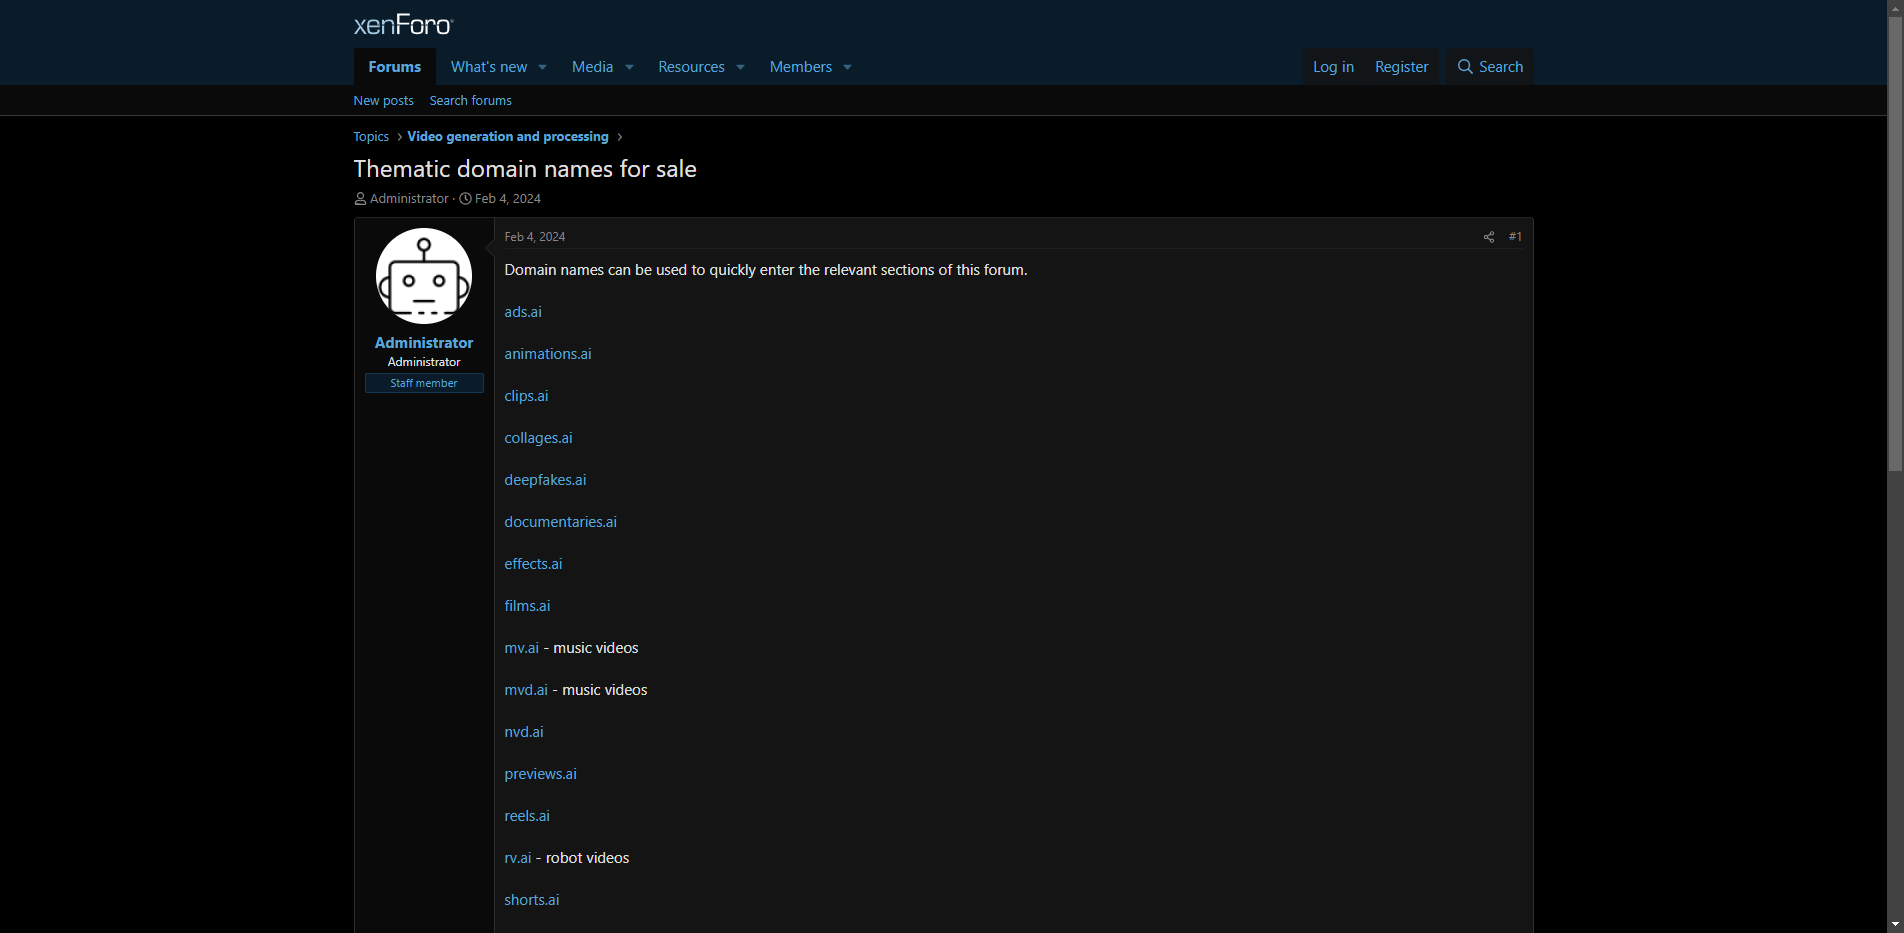 xenForo
Forums What's new Media Resources Members Log in Register Search
New posts Search forums
Topics > Video generation and processing >
Thematic domain names for sale
Administrator · Feb 4, 2024
Feb 4, 2024 #1
Administrator
Administrator
Staff member
Domain names can be used to quickly enter the relevant sections of this forum.
ads.ai
animations.ai
clips.ai
collages.ai
deepfakes.ai
documentaries.ai
effects.ai
films.ai
mv.ai - music videos
mvd.ai - music videos
nvd.ai
previews.ai
reels.ai
rv.ai - robot videos
shorts.ai